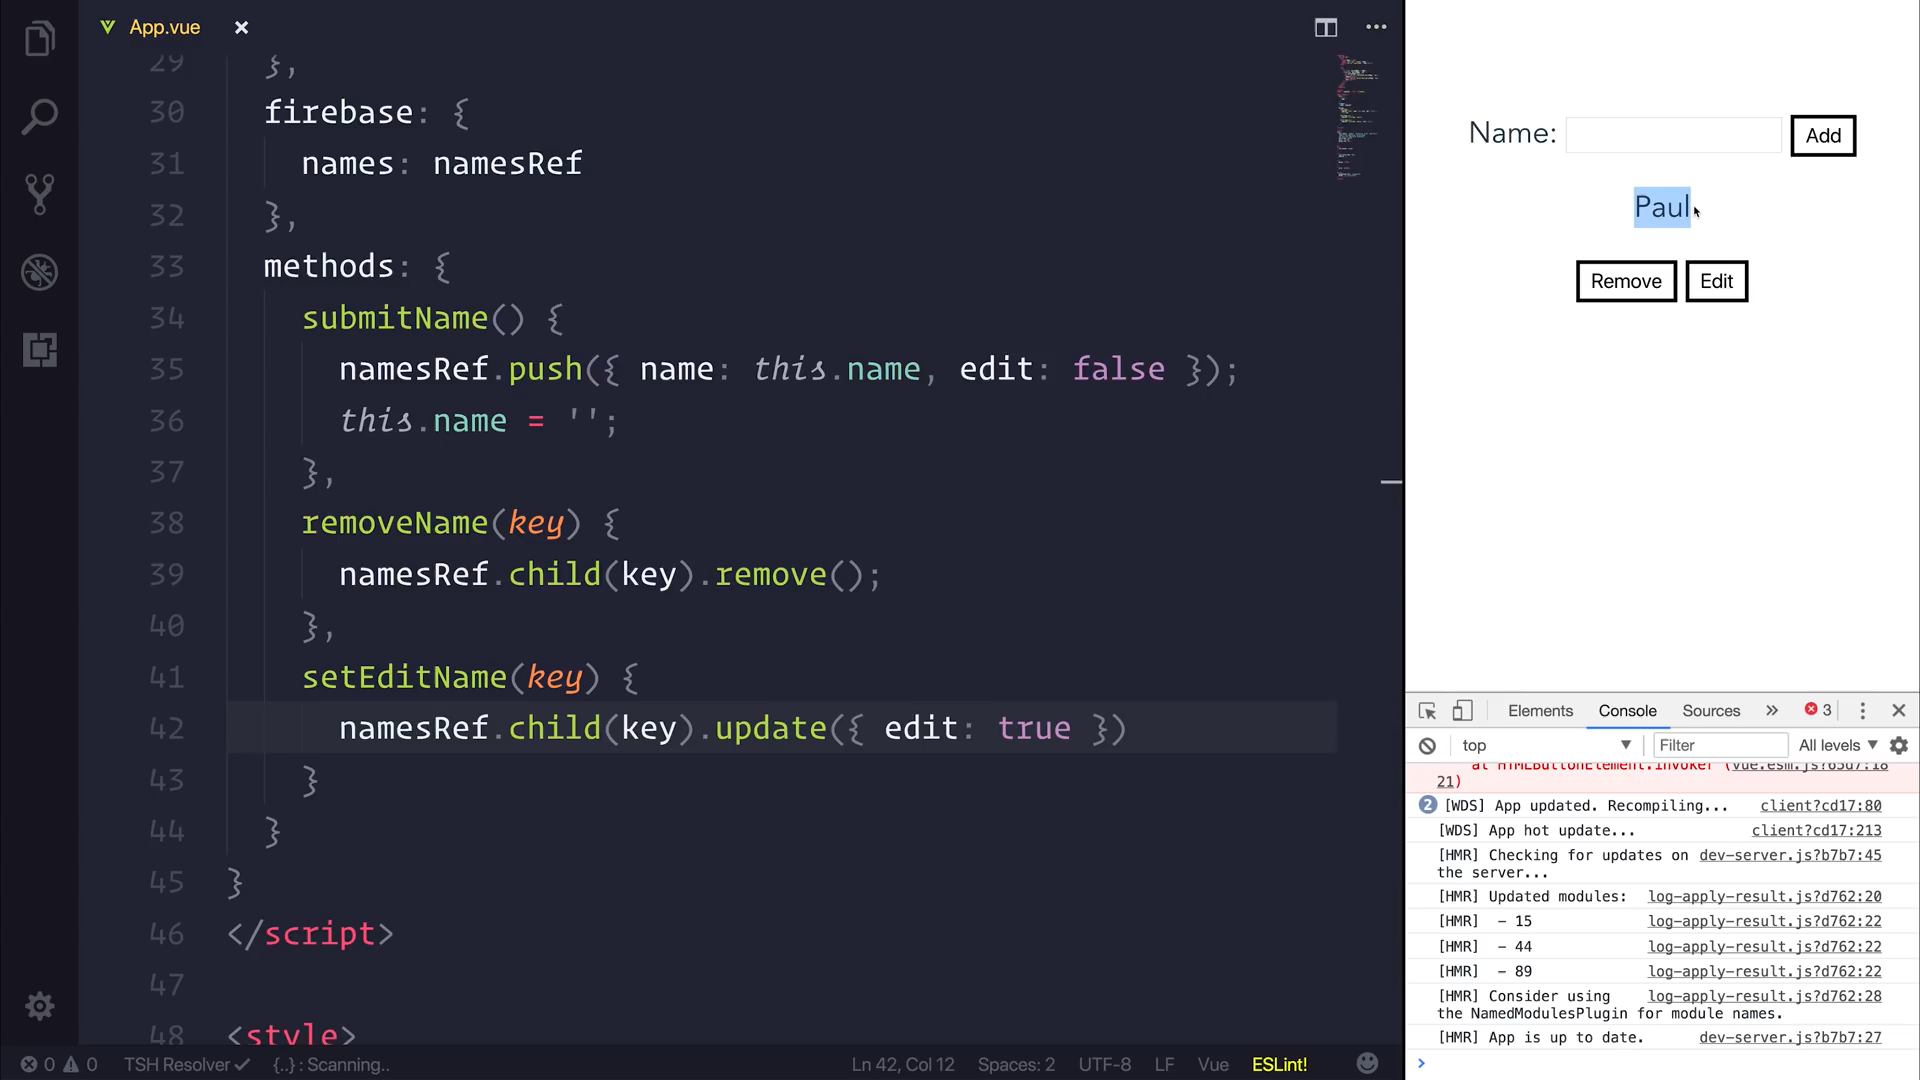 App.vue
29 },
30 firebase: {
31 names: namesRef
32 },
33 methods: {
34 submitName() {
35 namesRef.push({ name: this.name, edit: false });
36 this.name = '';
37 },
38 removeName(key) {
39 namesRef.child(key).remove();
40 },
41 setEditName(key) {
42 namesRef.child(key).update({ edit: true })
43 }
44 }
45 }
46 </script>
47
48 <style>
0 0 TSH Resolver {..} : Scanning.. Ln 42, Col 12 Spaces: 2 UTF-8 LF Vue ESLint!
Name: Add
Paul
Remove Edit
Elements Console Sources » 3
top Filter All levels
at HTMLButtonElement.invoker (vue.esm.js?65d7:18
21)
2 [WDS] App updated. Recompiling... client?cd17:80
[WDS] App hot update... client?cd17:213
[HMR] Checking for updates on dev-server.js?b7b7:45
the server...
[HMR] Updated modules: log-apply-result.js?d762:20
[HMR] - 15 log-apply-result.js?d762:22
[HMR] - 44 log-apply-result.js?d762:22
[HMR] - 89 log-apply-result.js?d762:22
[HMR] Consider using log-apply-result.js?d762:28
the NamedModulesPlugin for module names.
[HMR] App is up to date. dev-server.js?b7b7:27